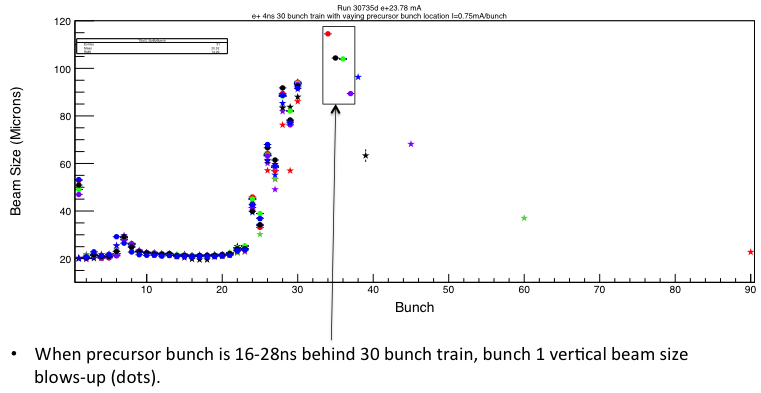 Run 30735d e+23.78 mA
e+ 4ns 30 bunch train with vaying precursor bunch location I=0.75mA/bunch
120
100
80
60
40
20
Beam Size (Microns)
10
20
30
40
50
60
70
80
90
Bunch
• When precursor bunch is 16-28ns behind 30 bunch train, bunch 1 vertical beam size
blows-up (dots).